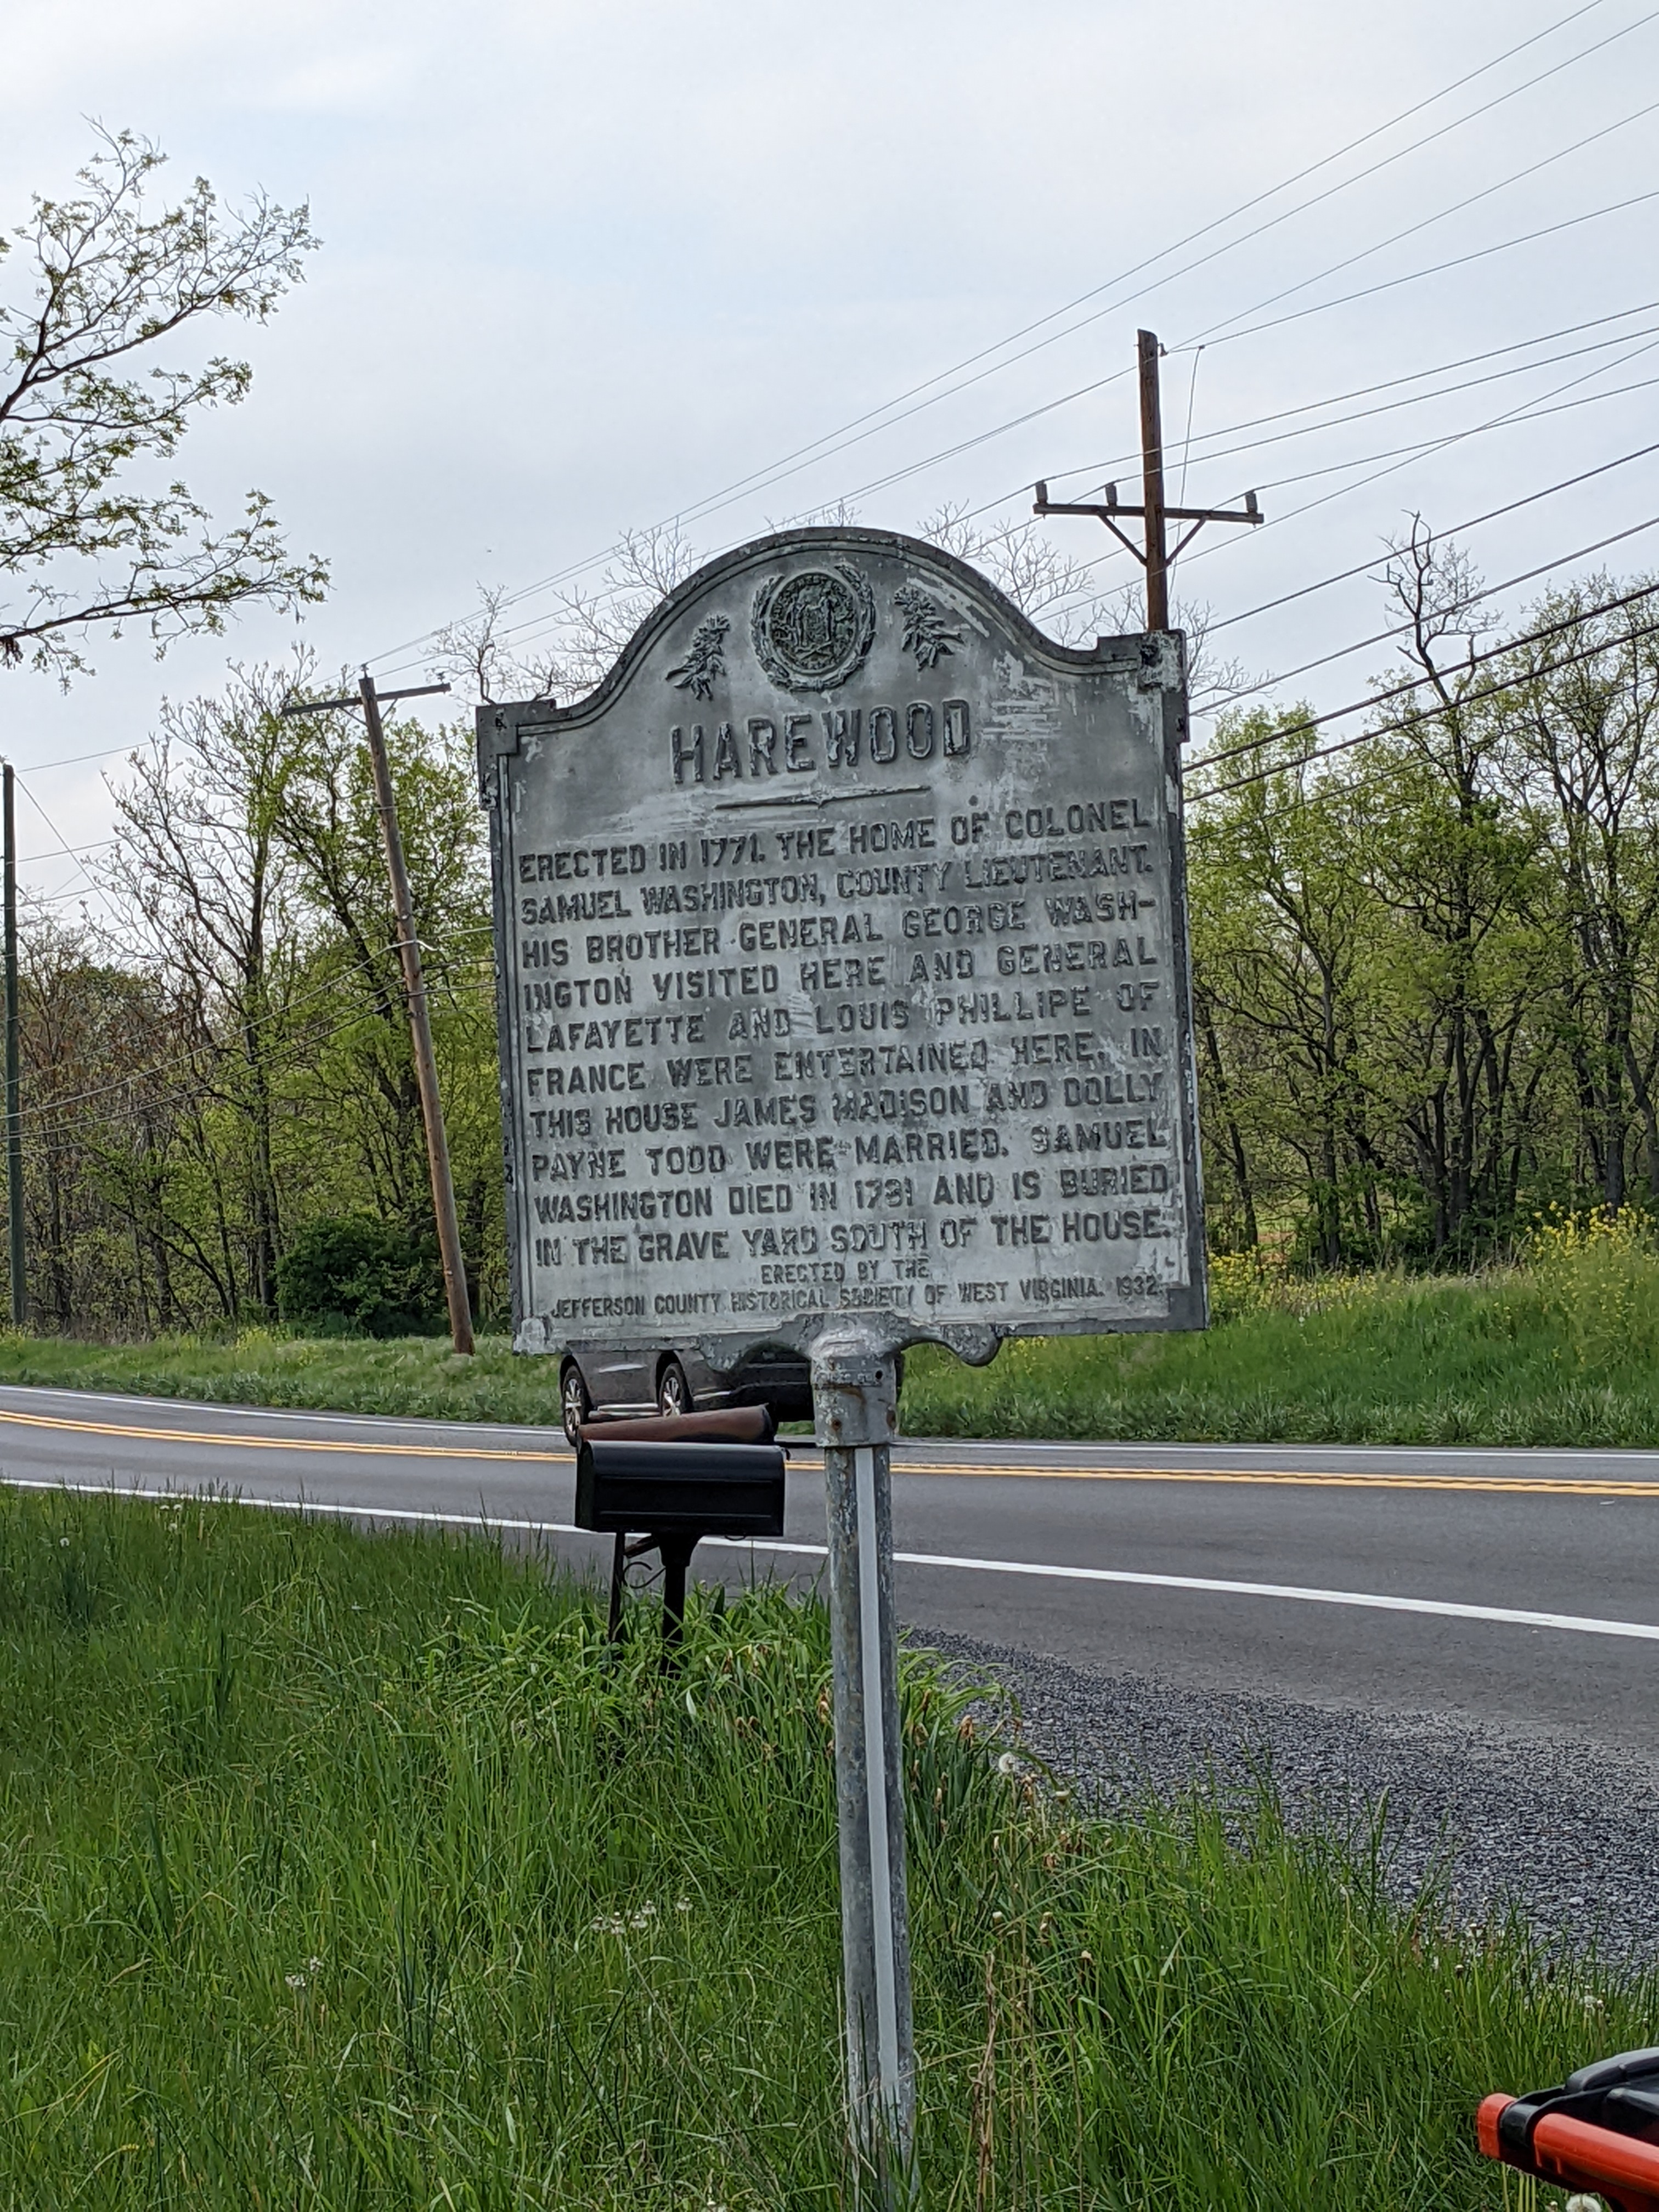 HAREWOOD
ERECTED IN 1771. THE HOME OF COLONEL
SAMUEL WASHINGTON, COUNTY LIEUTENANT.
HIS BROTHER GENERAL GEORGE WASH-
INGTON VISITED HERE AND GENERAL
LAFAYETTE AND LOUIS PHILLIPE OF
FRANCE WERE ENTERTAINED HERE. IN
THIS HOUSE JAMES MADISON AND DOLLY
PAYNE TODD WERE MARRIED. SAMUEL
WASHINGTON DIED IN 1781 AND IS BURIED
IN THE GRAVE YARD SOUTH OF THE HOUSE.
ERECTED BY THE
JEFFERSON COUNTY HISTORICAL SOCIETY OF WEST VIRGINIA. 1932.